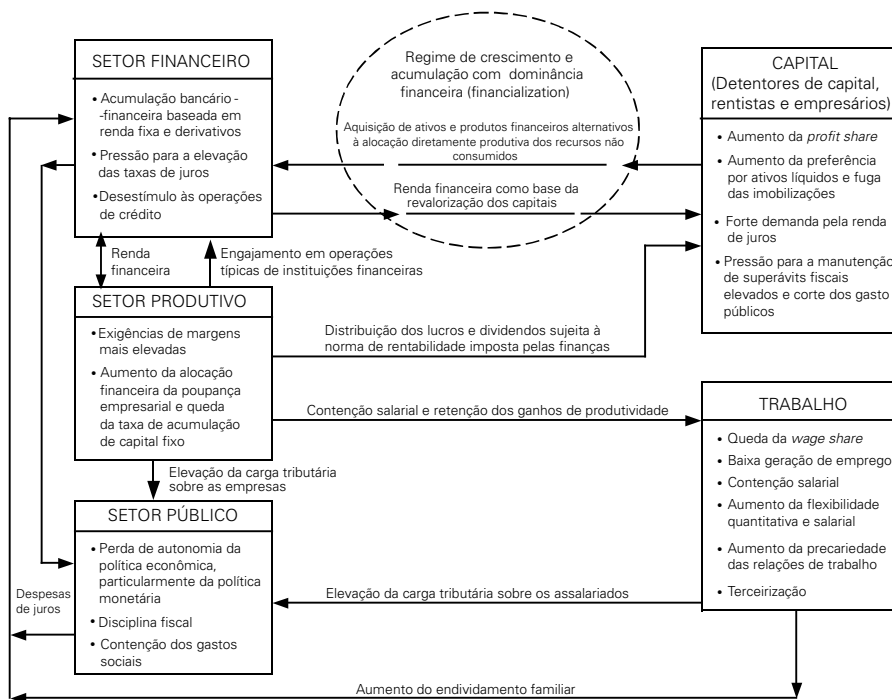 SETOR FINANCEIRO
• Acumulação bancário -
-financeira baseada em
renda fixa e derivativos
• Pressão para a elevação
das taxas de juros
• Desestímulo às operações
de crédito
Regime de crescimento e
acumulação com dominância
financeira (financialization)
Aquisição de ativos e produtos financeiros alternativos
à alocação diretamente produtiva dos recursos não
consumidos
Renda financeira como base da
revalorização dos capitais
CAPITAL
(Detentores de capital,
rentistas e empresários)
• Aumento da profit share
• Aumento da preferência
por ativos líquidos e fuga
das imobilizações
• Forte demanda pela renda
de juros
• Pressão para a manutenção
de superávits fiscais
elevados e corte dos gasto
públicos
Renda
financeira
Engajamento em operações
típicas de instituições financeiras
SETOR PRODUTIVO
• Exigências de margens
mais elevadas
• Aumento da alocação
financeira da poupança
empresarial e queda
da taxa de acumulação
de capital fixo
Distribuição dos lucros e dividendos sujeita à
norma de rentabilidade imposta pelas finanças
Contenção salarial e retenção dos ganhos de produtividade
TRABALHO
• Queda da wage share
• Baixa geração de emprego
• Contenção salarial
• Aumento da flexibilidade
quantitativa e salarial
• Aumento da precariedade
das relações de trabalho
• Terceirização
Elevação da carga tributária
sobre as empresas
SETOR PÚBLICO
• Perda de autonomia da
política econômica,
particularmente da política
monetária
• Disciplina fiscal
• Contenção dos gastos
sociais
Despesas
de juros
Elevação da carga tributária sobre os assalariados
Aumento do endividamento familiar